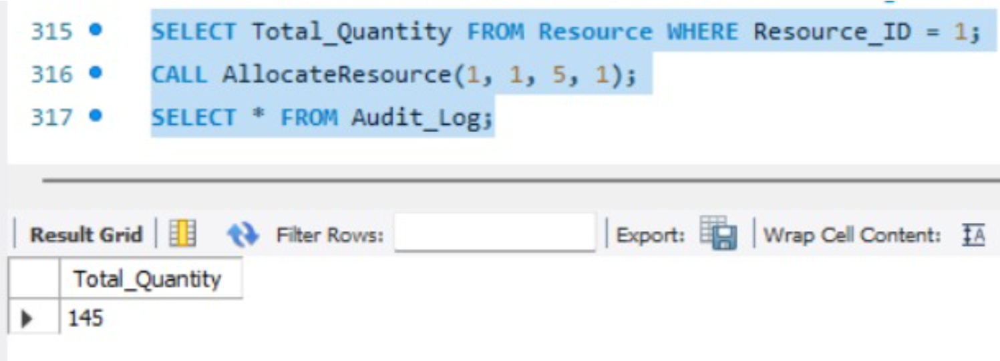 315 SELECT Total_Quantity FROM Resource WHERE Resource_ID = 1;
316 CALL AllocateResource(1, 1, 5, 1);
317 SELECT * FROM Audit_Log;
Result Grid Filter Rows: Export: Wrap Cell Content: A
Total_Quantity
145